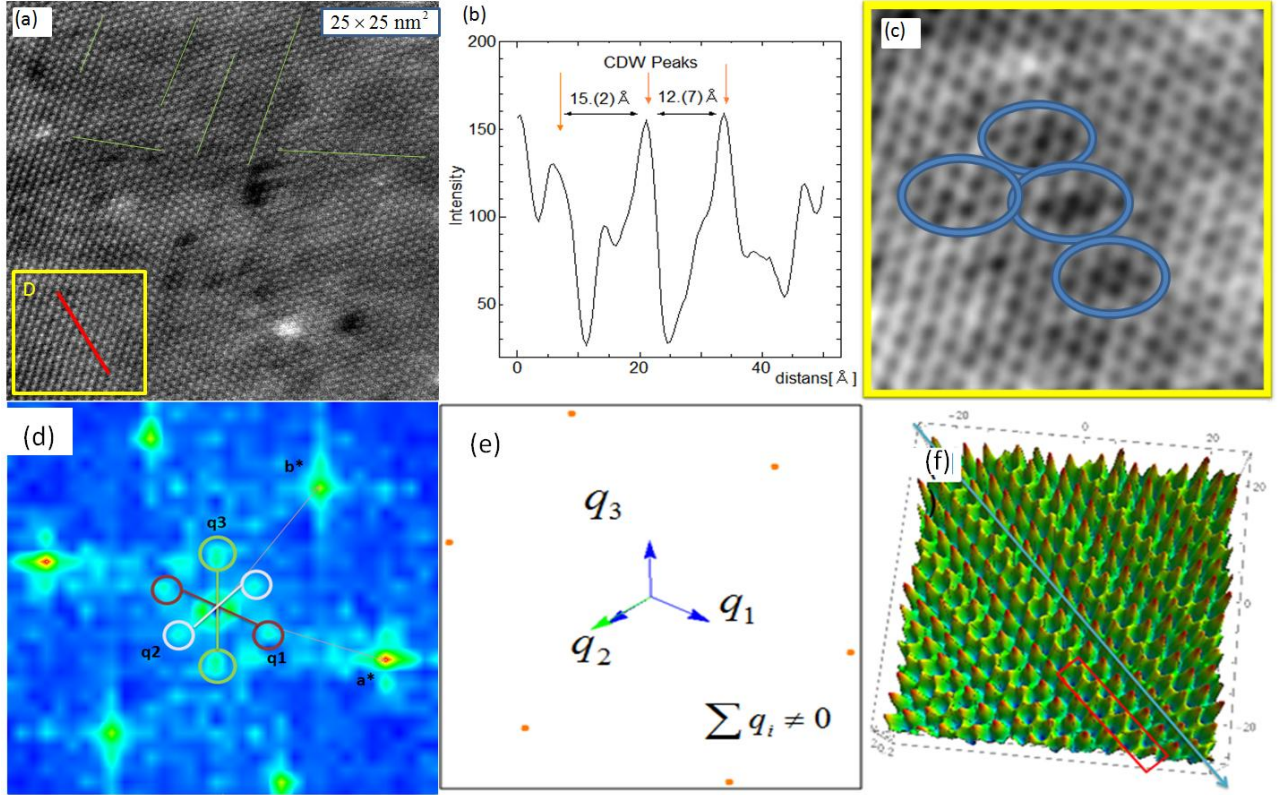 (a)
25 × 25 nm²
D
(b)
200
150
100
50
Intensity
CDW Peaks
15.(2) Å
12.(7) Å
0
20
40
distans[Å]
(c)
(d)
b*
q3
q2
q1
a*
(e)
q₃
q₁
q₂
∑ qᵢ ≠ 0
(f)
)
-20
0
20
20
0
-20